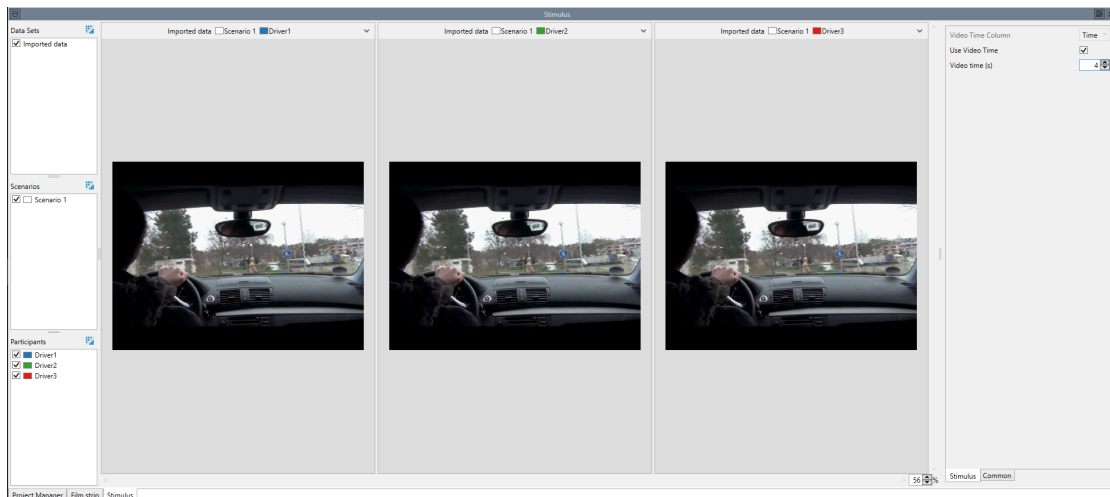 Stimulus
Data Sets
Imported data
Scenarios
Scenario 1
Participants
Driver1
Driver2
Driver3
Imported data Scenario 1 Driver1
Imported data Scenario 1 Driver2
Imported data Scenario 1 Driver3
Video Time Column Time
Use Video Time
Video time (s) 4
56 %
Stimulus Common
Project Manager Film strip Stimulus